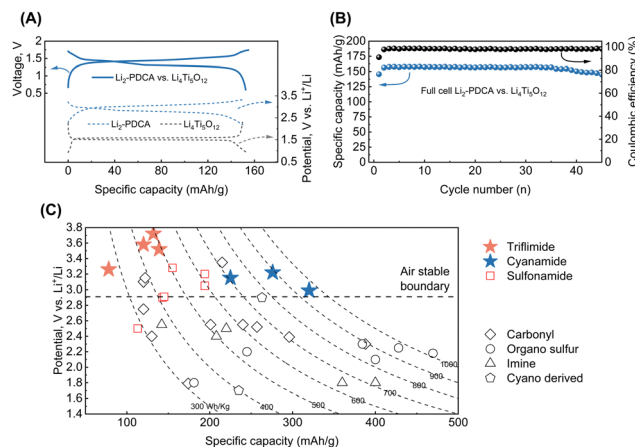 (A)
Voltage, V
2
1.5
1
0.5
Li2-PDCA vs. Li4Ti5O12
Li2-PDCA
Li4Ti5O12
3.5
2.5
1.5
0.5
Potential, V vs. Li+/Li
0
40
80
120
160
Specific capacity (mAh/g)
(B)
Specific capacity (mAh/g)
200
175
150
125
100
75
50
25
0
Full cell Li2-PDCA vs. Li4Ti5O12
100
80
60
40
20
0
Coulombic efficiency (%)
0
10
20
30
40
Cycle number (n)
(C)
Potential, V vs. Li+/Li
3.8
3.6
3.4
3.2
3.0
2.8
2.6
2.4
2.2
2.0
1.8
1.6
1.4
Air stable
boundary
300 Wh/Kg
400
500
600
700
800
900
1000
100
200
300
400
500
Specific capacity (mAh/g)
Triflimide
Cyanamide
Sulfonamide
Carbonyl
Organo sulfur
Imine
Cyano derived